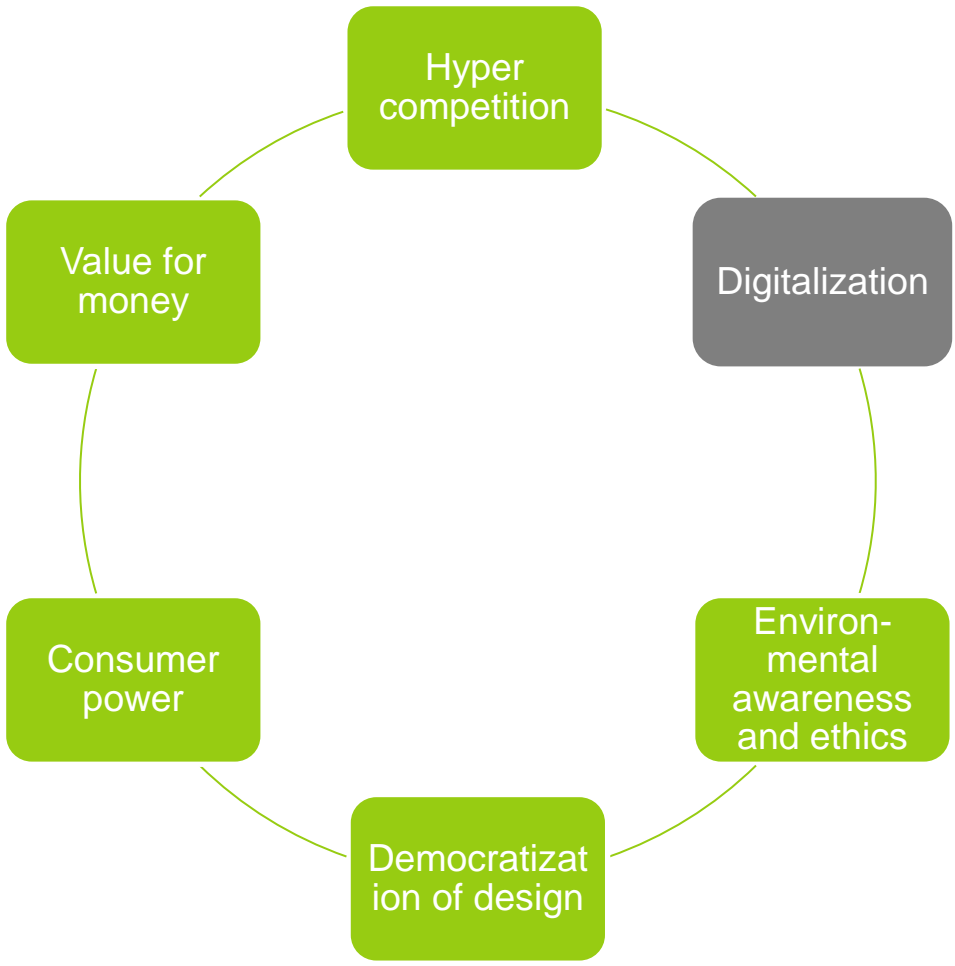 Hyper
competition
Value for
money
Digitalization
Consumer
power
Environ-
mental
awareness
and ethics
Democratizat
ion of design